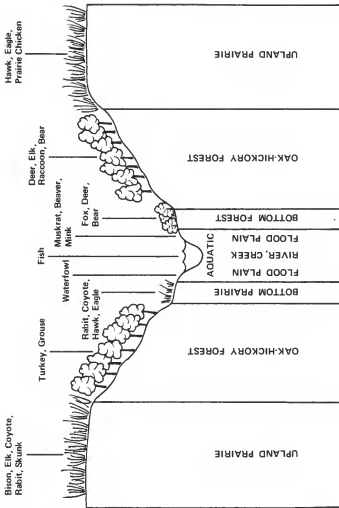 Bison, Elk, Coyote,
Rabit, Skunk
Turkey, Grouse
Rabit, Coyote,
Hawk, Eagle
Waterfowl
Fish
Muskrat, Beaver,
Mink
Fox, Deer,
Bear
Deer, Elk,
Raccoon, Bear
Hawk, Eagle,
Prairie Chicken
UPLAND PRAIRIE
OAK-HICKORY FOREST
BOTTOM PRAIRIE
FLOOD PLAIN
RIVER, CREEK
AQUATIC
FLOOD PLAIN
BOTTOM FOREST
OAK-HICKORY FOREST
UPLAND PRAIRIE